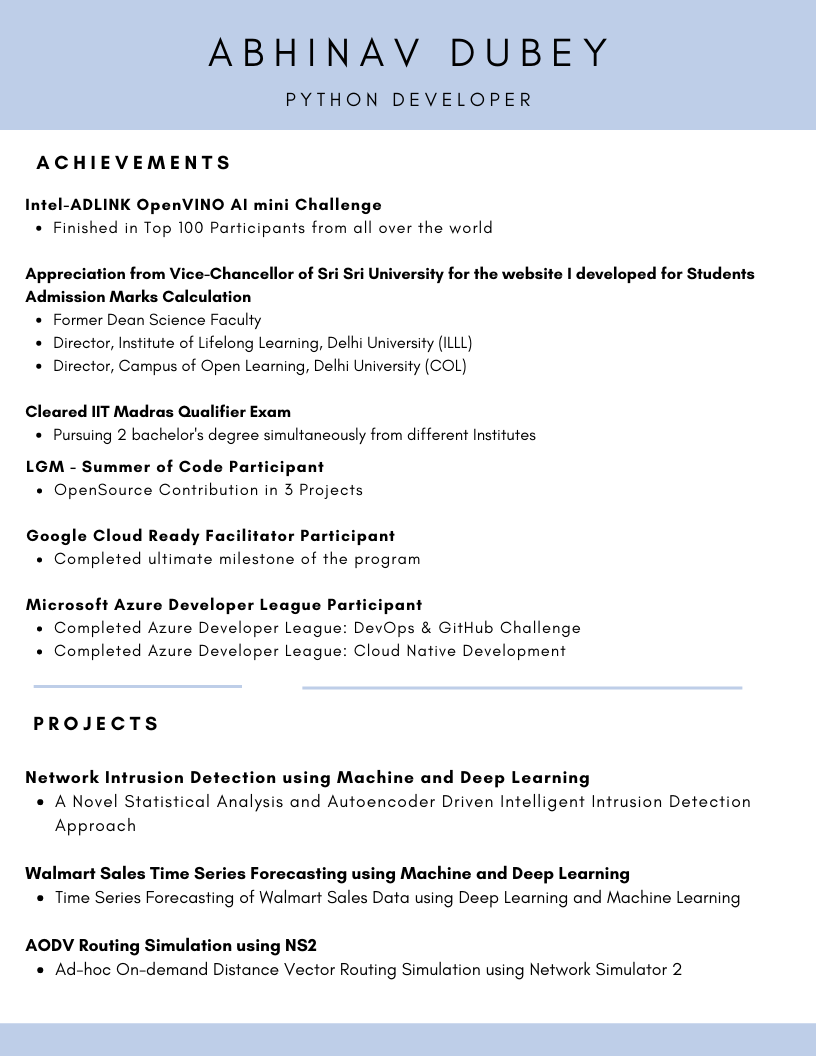 ABHINAV DUBEY
PYTHON DEVELOPER
ACHIEVEMENTS
Intel-ADLINK OpenVINO AI mini Challenge
• Finished in Top 100 Participants from all over the world
Appreciation from Vice-Chancellor of Sri Sri University for the website I developed for Students
Admission Marks Calculation
• Former Dean Science Faculty
• Director, Institute of Lifelong Learning, Delhi University (ILLL)
• Director, Campus of Open Learning, Delhi University (COL)
Cleared IIT Madras Qualifier Exam
• Pursuing 2 bachelor's degree simultaneously from different Institutes
LGM - Summer of Code Participant
• OpenSource Contribution in 3 Projects
Google Cloud Ready Facilitator Participant
• Completed ultimate milestone of the program
Microsoft Azure Developer League Participant
• Completed Azure Developer League: DevOps & GitHub Challenge
• Completed Azure Developer League: Cloud Native Development
PROJECTS
Network Intrusion Detection using Machine and Deep Learning
• A Novel Statistical Analysis and Autoencoder Driven Intelligent Intrusion Detection
Approach
Walmart Sales Time Series Forecasting using Machine and Deep Learning
• Time Series Forecasting of Walmart Sales Data using Deep Learning and Machine Learning
AODV Routing Simulation using NS2
• Ad-hoc On-demand Distance Vector Routing Simulation using Network Simulator 2